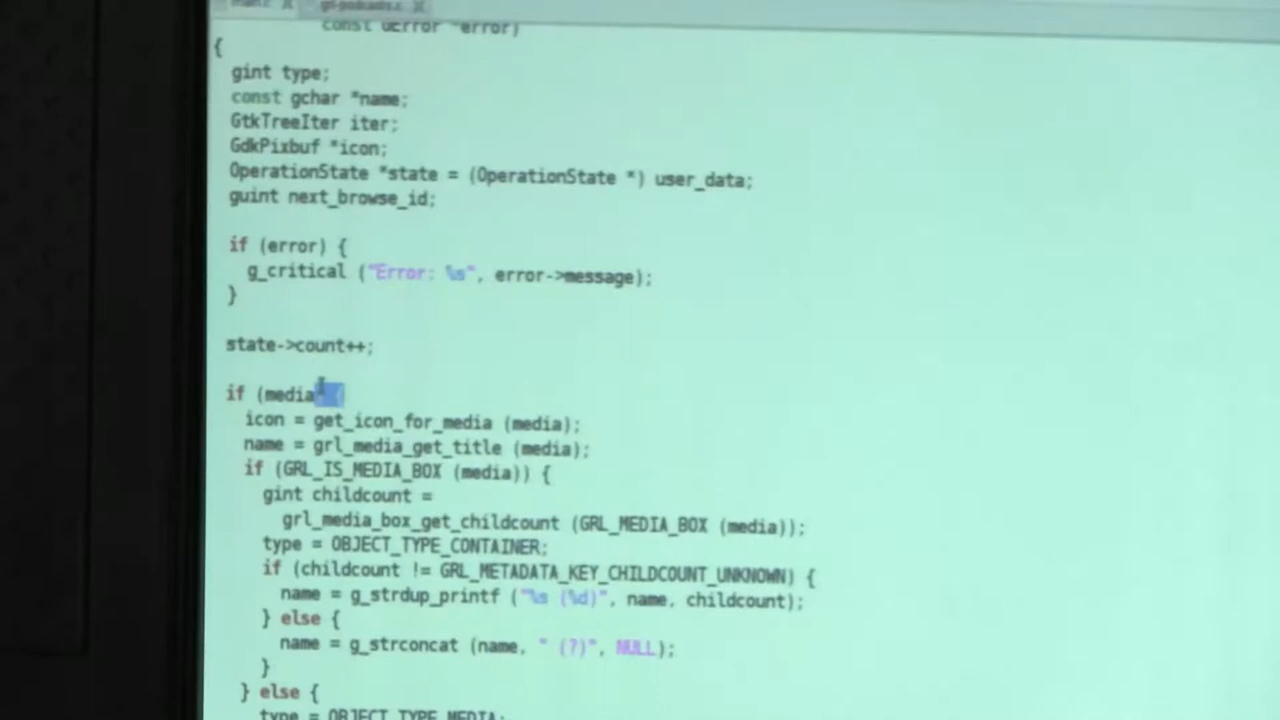 main.c grl-podcasts.c
const GError *error)
{
gint type;
const gchar *name;
GtkTreeIter iter;
GdkPixbuf *icon;
OperationState *state = (OperationState *) user_data;
guint next_browse_id;
if (error) {
g_critical ("Error: %s", error->message);
}
state->count++;
if (media) {
icon = get_icon_for_media (media);
name = grl_media_get_title (media);
if (GRL_IS_MEDIA_BOX (media)) {
gint childcount =
grl_media_box_get_childcount (GRL_MEDIA_BOX (media));
type = OBJECT_TYPE_CONTAINER;
if (childcount != GRL_METADATA_KEY_CHILDCOUNT_UNKNOWN) {
name = g_strdup_printf ("%s (%d)", name, childcount);
} else {
name = g_strconcat (name, " (?)", NULL);
}
} else {
type = OBJECT_TYPE_MEDIA;